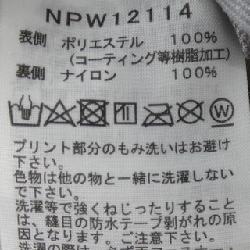 NPW12114
表側 ポリエステル 100%
(コーティング等樹脂加工)
裏側 ナイロン 100%
プリント部分のもみ洗いはお避け
下さい。
色物は他の物と一緒に洗濯しない
で下さい。
洗濯等で強くねじったりするこ
とは、縫目の防水テープ剥がれの原
因となります。ご注意下さい。